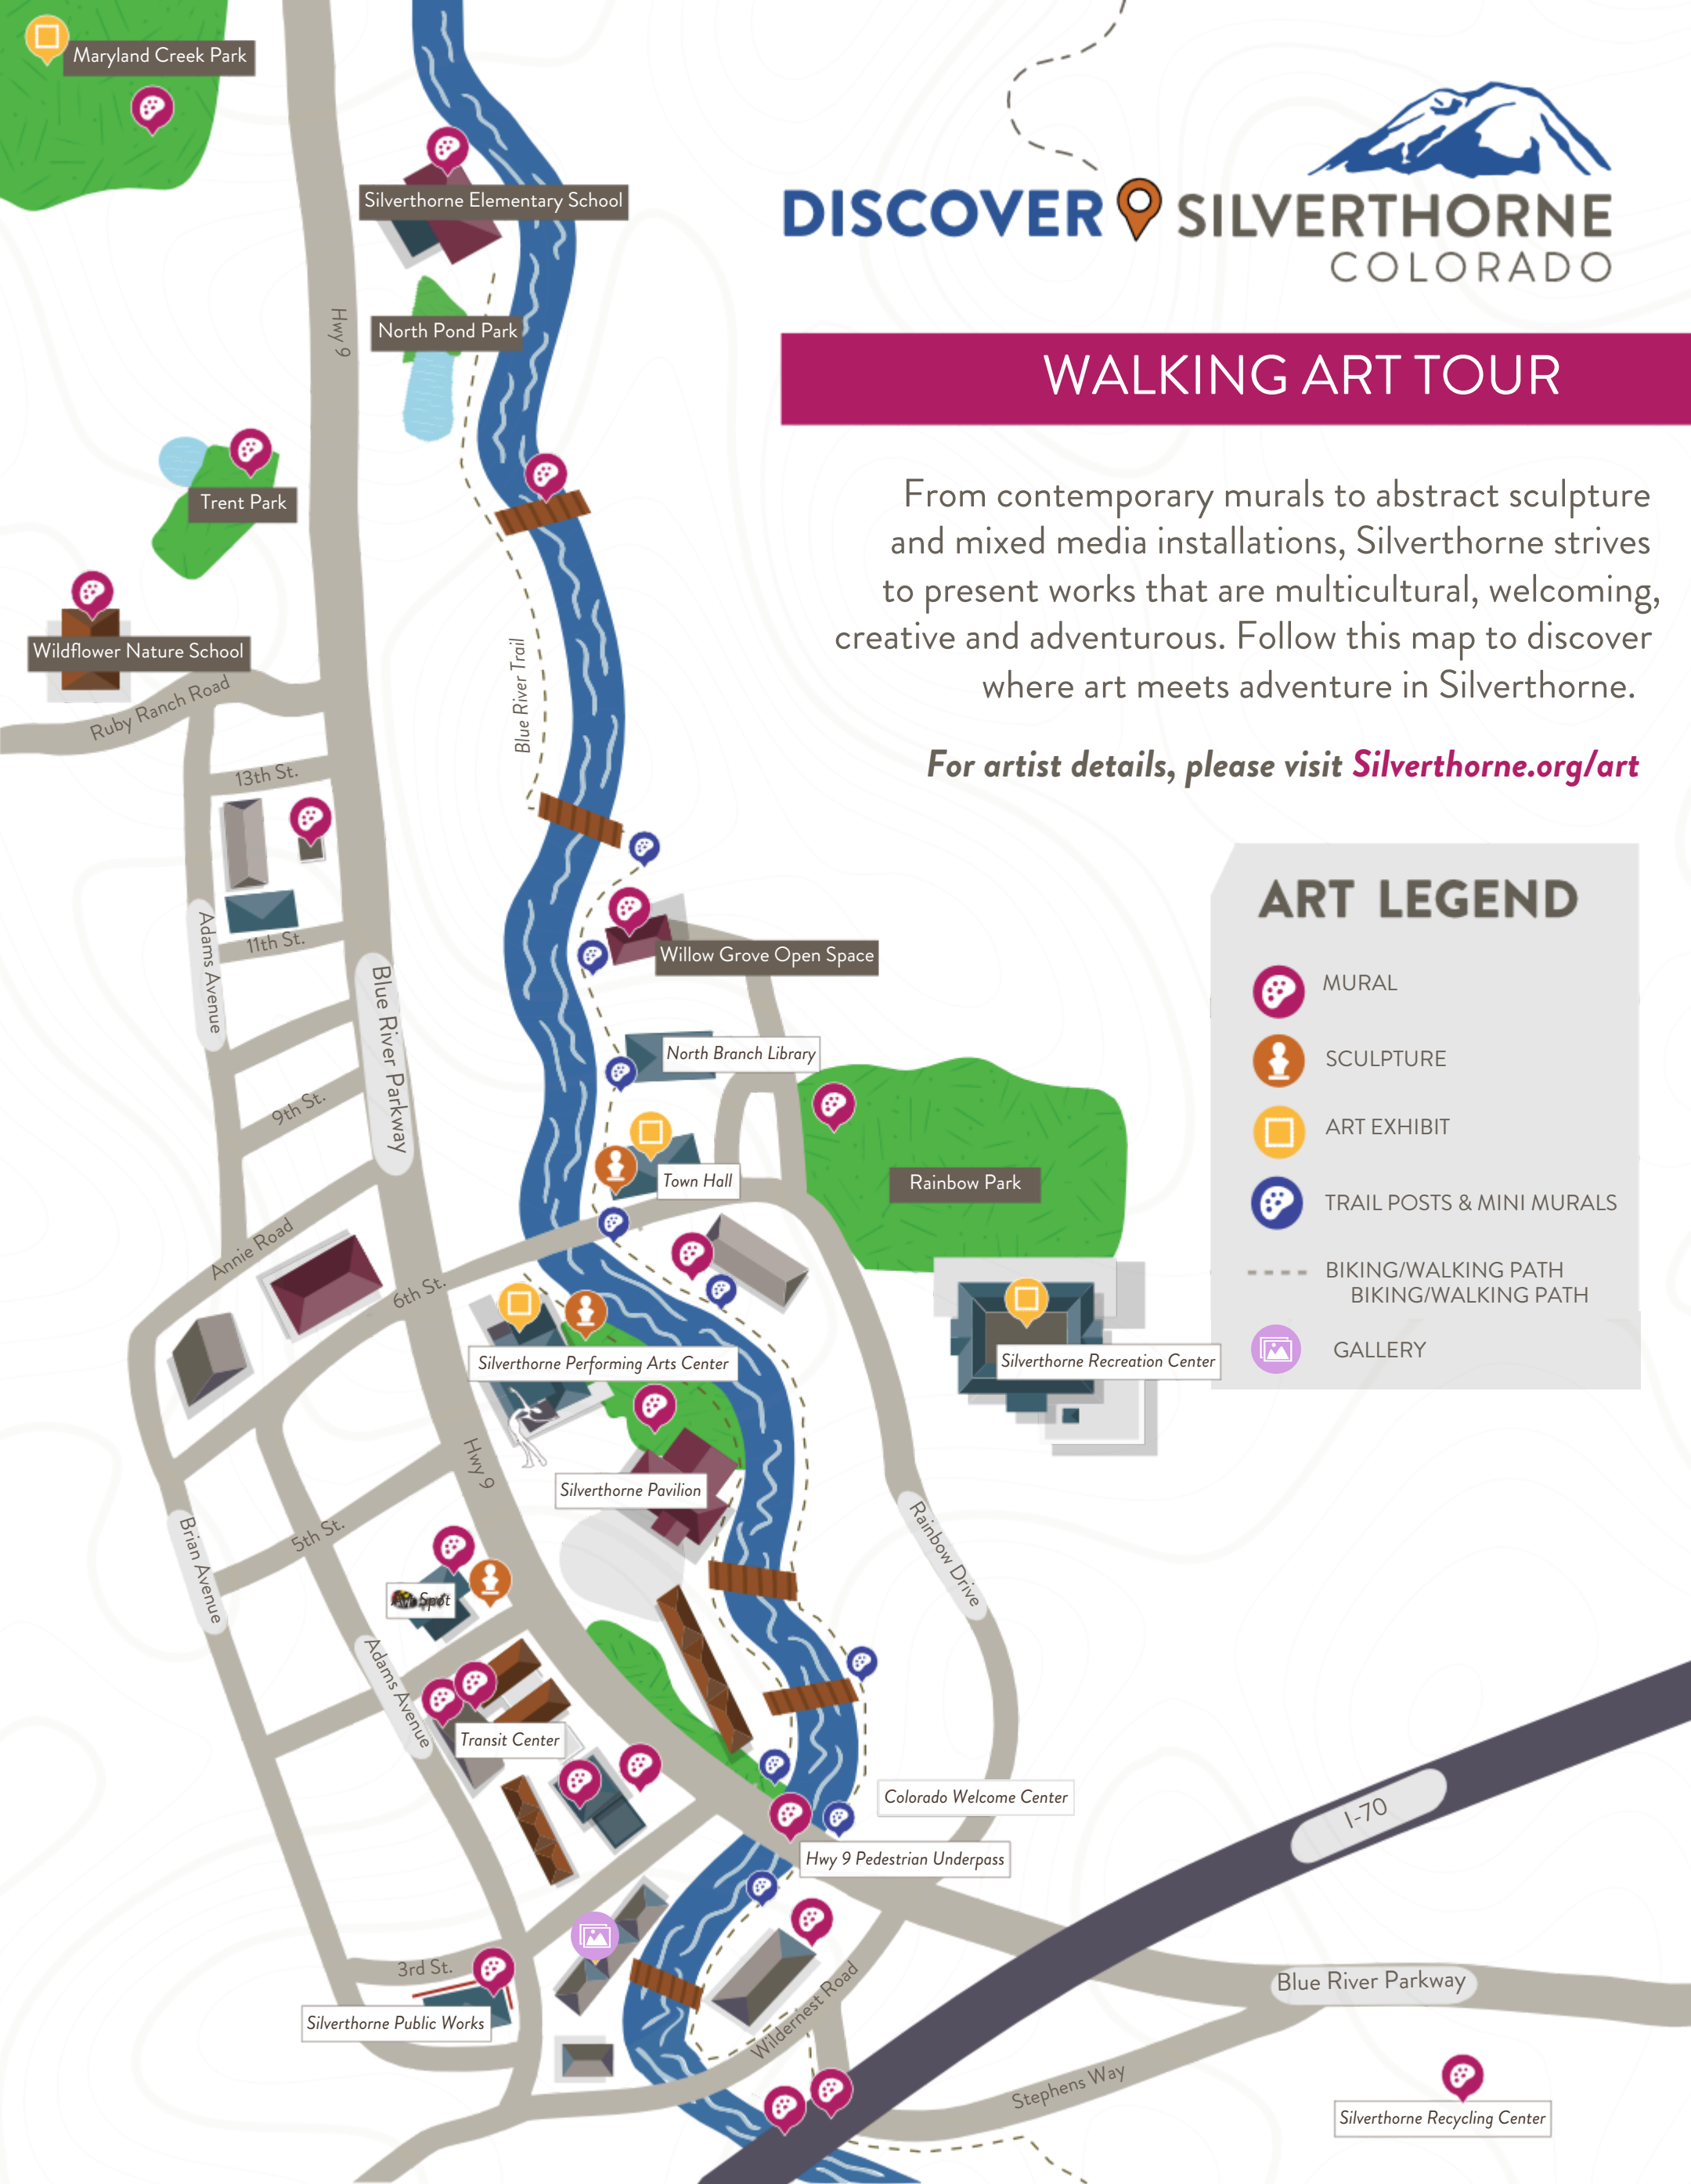 Maryland Creek Park
Silverthorne Elementary School
DISCOVER SILVERTHORNE
COLORADO
Hwy 9
North Pond Park
WALKING ART TOUR
Trent Park
From contemporary murals to abstract sculpture
and mixed media installations, Silverthorne strives
to present works that are multicultural, welcoming,
creative and adventurous. Follow this map to discover
where art meets adventure in Silverthorne.
Wildflower Nature School
Ruby Ranch Road
Blue River Trail
For artist details, please visit Silverthorne.org/art
13th St.
ART LEGEND
MURAL
SCULPTURE
ART EXHIBIT
TRAIL POSTS & MINI MURALS
BIKING/WALKING PATH
BIKING/WALKING PATH
GALLERY
Adams Avenue
11th St.
Willow Grove Open Space
Blue River Parkway
North Branch Library
9th St.
Town Hall
Rainbow Park
Annie Road
6th St.
Silverthorne Performing Arts Center
Silverthorne Recreation Center
Hwy 9
Silverthorne Pavilion
Rainbow Drive
Brian Avenue
5th St.
Spot
Adams Avenue
Transit Center
Colorado Welcome Center
I-70
Hwy 9 Pedestrian Underpass
3rd St.
Silverthorne Public Works
Wildernest Road
Blue River Parkway
Stephens Way
Silverthorne Recycling Center